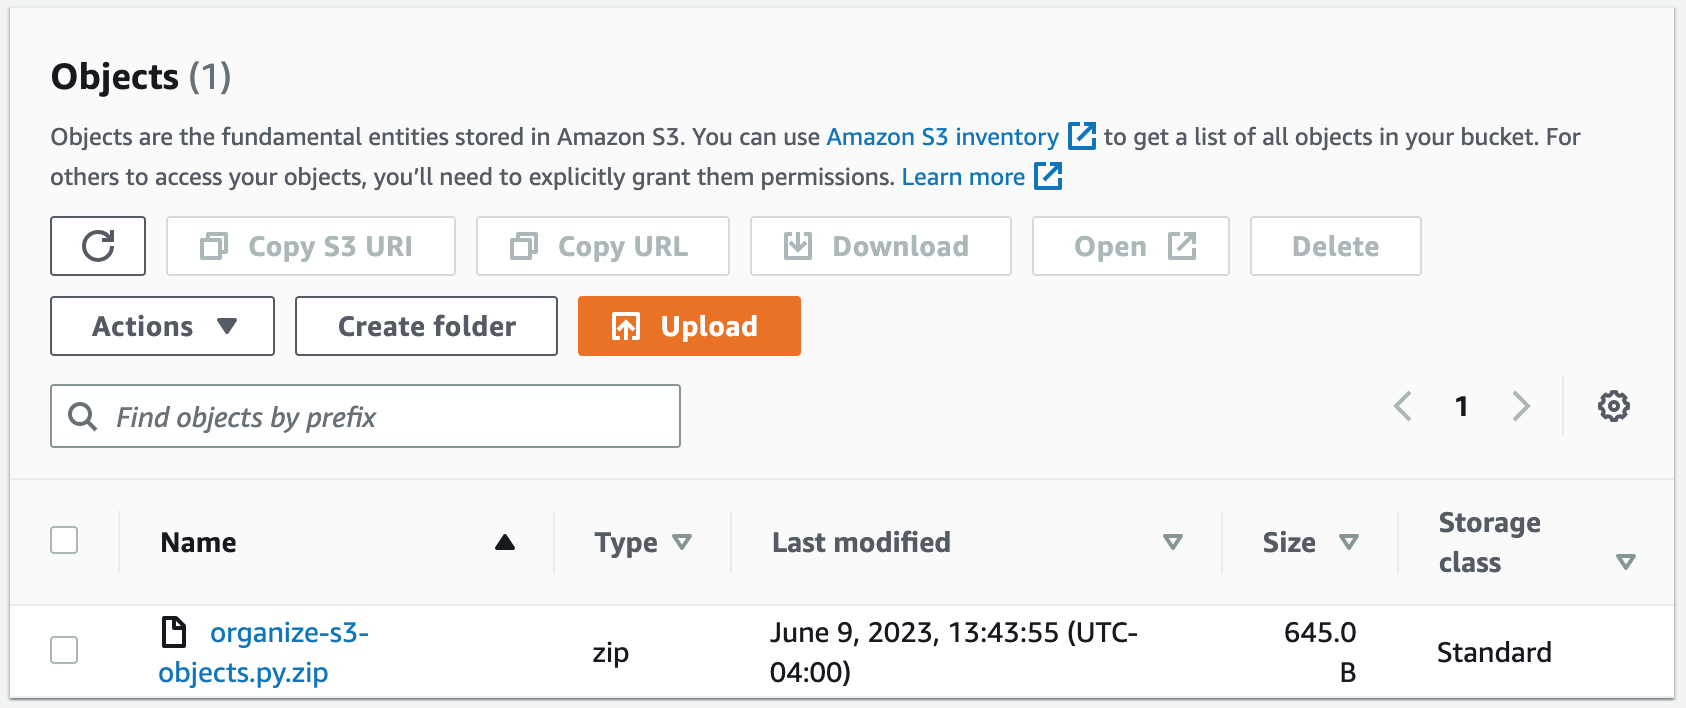 Objects (1)
Objects are the fundamental entities stored in Amazon S3. You can use Amazon S3 inventory to get a list of all objects in your bucket. For
others to access your objects, you’ll need to explicitly grant them permissions. Learn more
Copy S3 URI Copy URL Download Open Delete
Actions Create folder Upload
Find objects by prefix
1
Name Type Last modified Size Storage
class
organize-s3-
objects.py.zip
zip
June 9, 2023, 13:43:55 (UTC-
04:00)
645.0
B
Standard